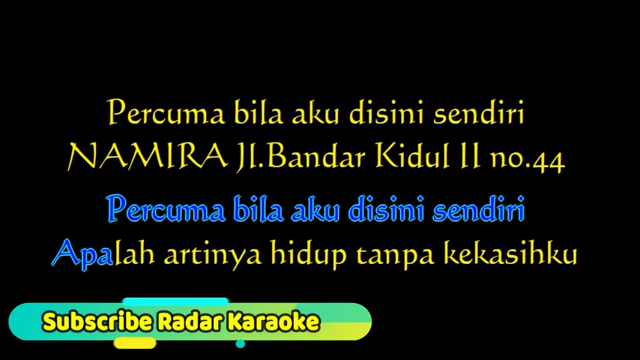 Percuma bila aku disini sendiri
NAMIRA Jl.Bandar Kidul II no.44
Percuma bila aku disini sendiri
Apalah artinya hidup tanpa kekasihku
Subscribe Radar Karaoke